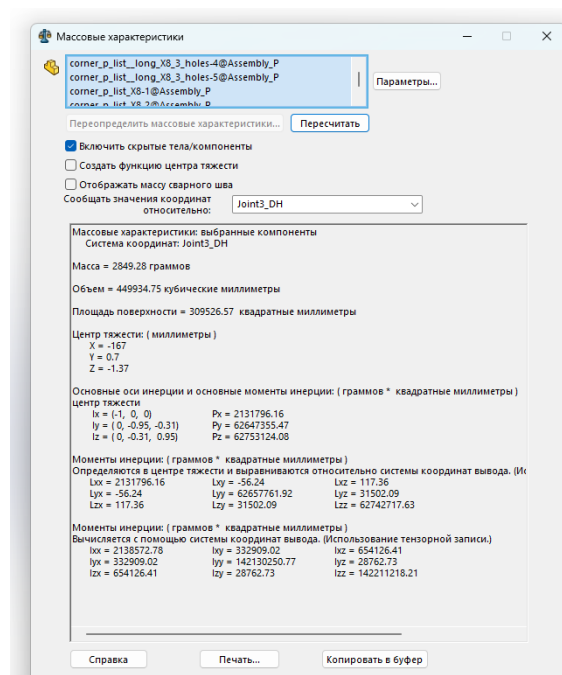 Массовые характеристики
corner_p_list__long_X8_3_holes-4@Assembly_P
corner_p_list__long_X8_3_holes-5@Assembly_P
corner_p_list_X8-1@Assembly_P
corner_p_list_X8-2@Assembly_P
Параметры...
Переопределить массовые характеристики...
Пересчитать
Включить скрытые тела/компоненты
Создать функцию центра тяжести
Отображать массу сварного шва
Сообщать значения координат
относительно:
Joint3_DH
Массовые характеристики: выбранные компоненты
Система координат: Joint3_DH
Масса = 2849.28 граммов
Объем = 449934.75 кубические миллиметры
Площадь поверхности = 309526.57 квадратные миллиметры
Центр тяжести: ( миллиметры )
X = -167
Y = 0.7
Z = -1.37
Основные оси инерции и основные моменты инерции: ( граммов * квадратные миллиметры )
центр тяжести
Ix = (-1, 0, 0) Px = 2131796.16
Iy = ( 0, -0.95, -0.31) Py = 62647355.47
Iz = ( 0, -0.31, 0.95) Pz = 62753124.08
Моменты инерции: ( граммов * квадратные миллиметры )
Определяются в центре тяжести и выравниваются относительно системы координат вывода. (Ис
Lxx = 2131796.16 Lxy = -56.24 Lxz = 117.36
Lyx = -56.24 Lyy = 62657761.92 Lyz = 31502.09
Lzx = 117.36 Lzy = 31502.09 Lzz = 62742717.63
Моменты инерции: ( граммов * квадратные миллиметры )
Вычисляется с помощью системы координат вывода. (Использование тензорной записи.)
Ixx = 2138572.78 Ixy = 332909.02 Ixz = 654126.41
Iyx = 332909.02 Iyy = 142130250.77 Iyz = 28762.73
Izx = 654126.41 Izy = 28762.73 Izz = 142211218.21
Справка
Печать...
Копировать в буфер